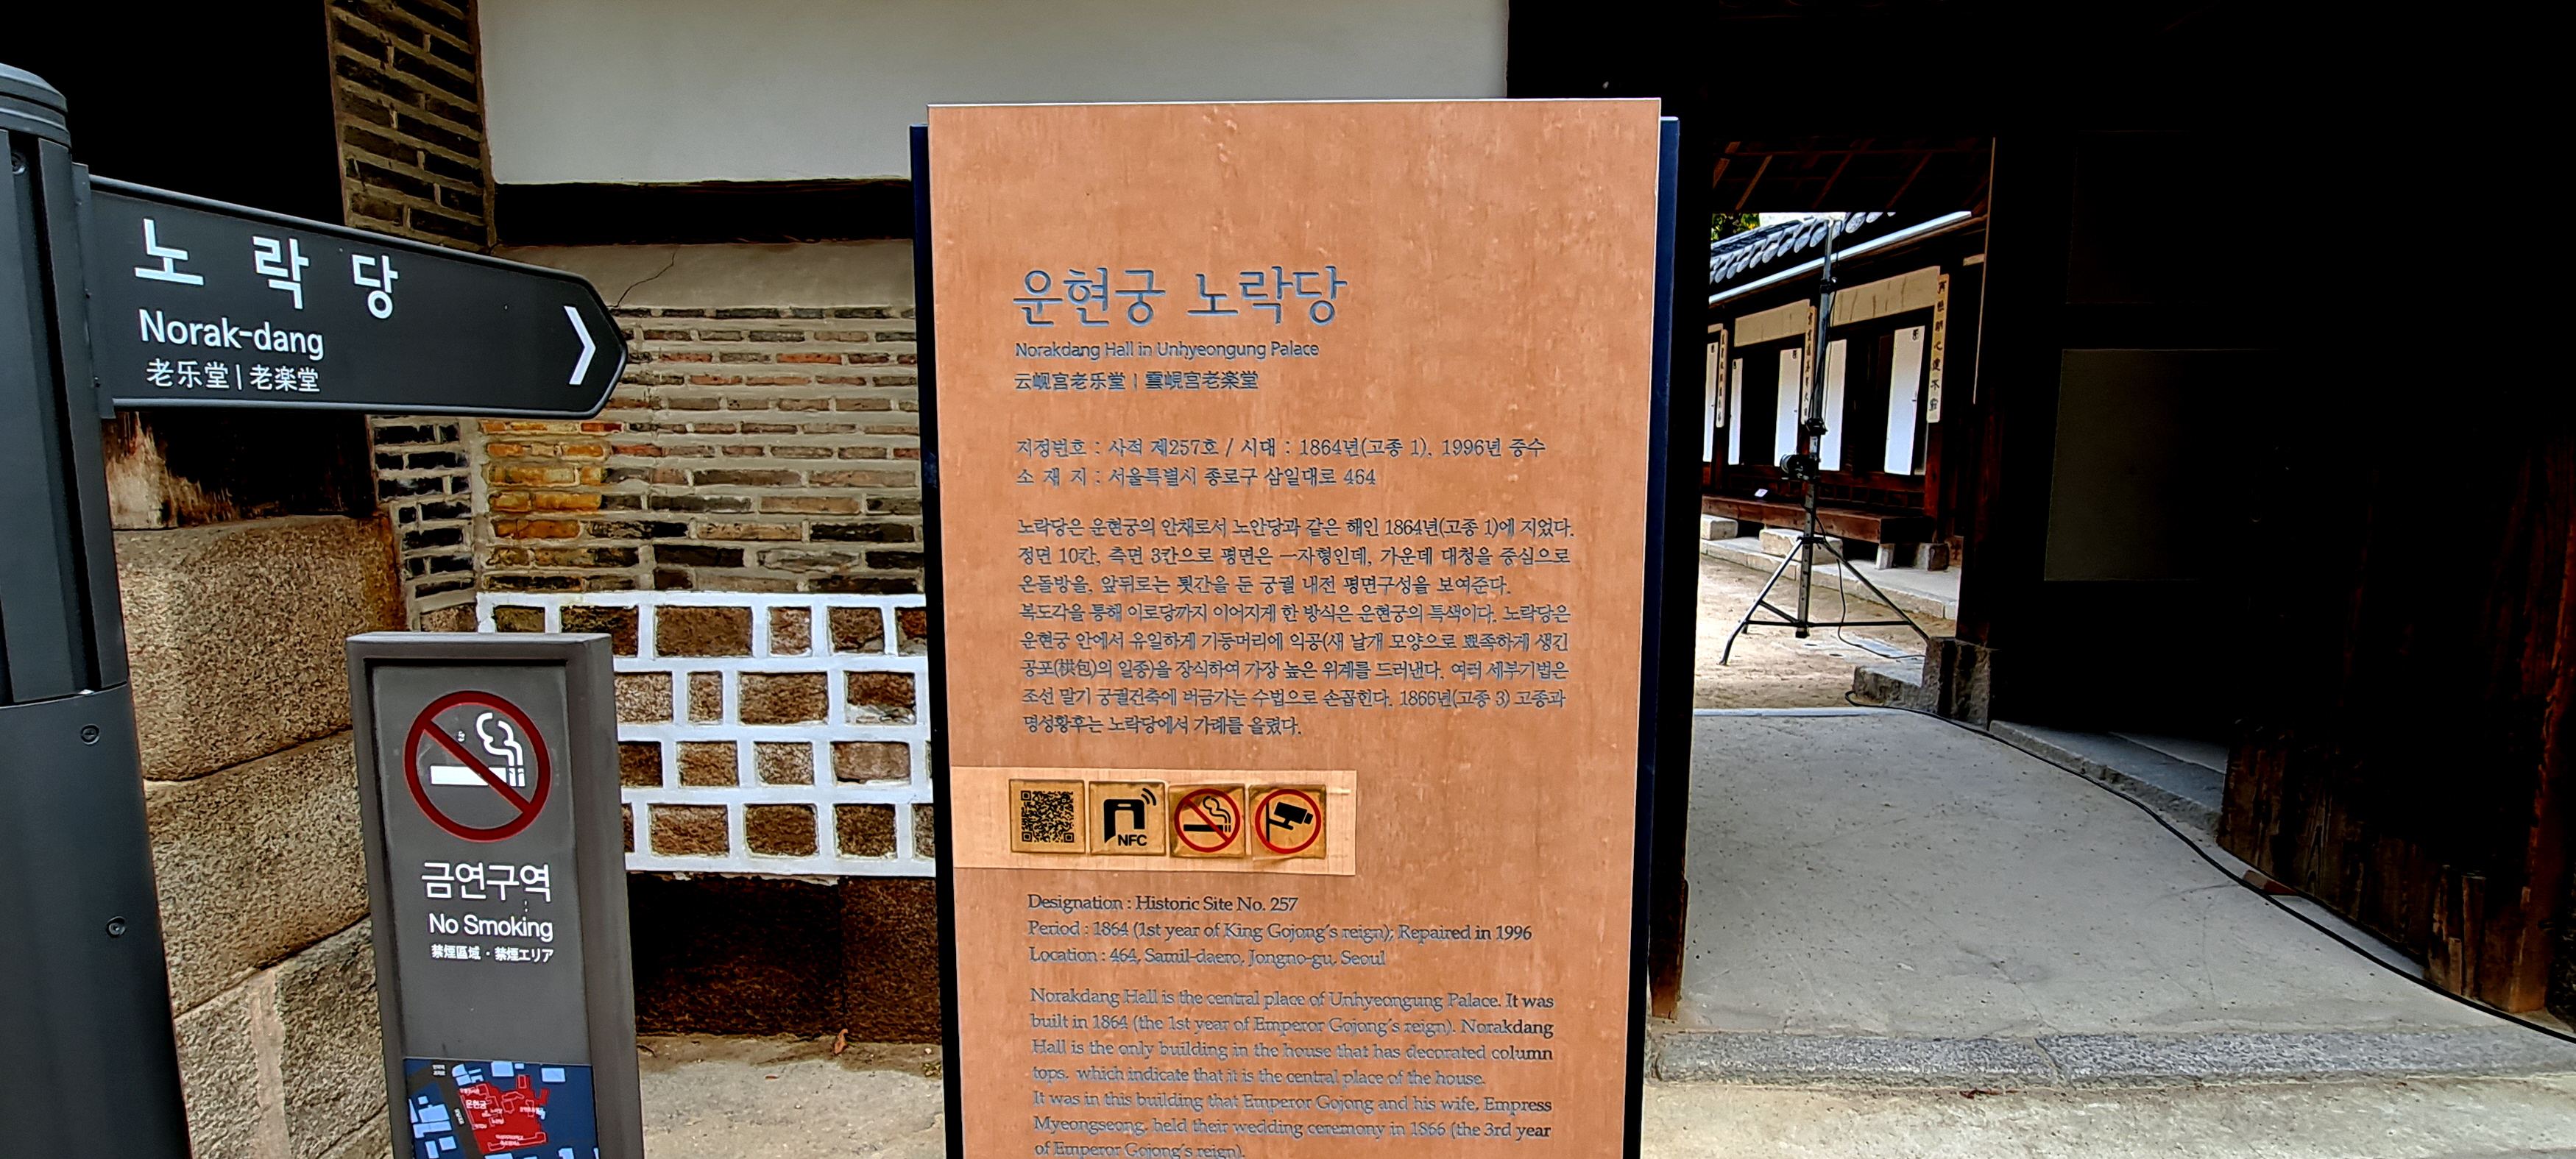 노락당
Norak-dang
老乐堂 | 老楽堂
운현궁 노락당
Norakdang Hall in Unhyeongung Palace
云岘宫老乐堂 | 雲峴宮老楽堂
지정번호 : 사적 제257호 / 시대 : 1864년(고종 1), 1996년 중수
소 재 지 : 서울특별시 종로구 삼일대로 464
노락당은 운현궁의 안채로서 노안당과 같은 해인 1864년(고종 1)에 지었다.
정면 10칸, 측면 3칸으로 평면은 一자형인데, 가운데 대청을 중심으로
온돌방을, 앞뒤로는 툇간을 둔 궁궐 내전 평면구성을 보여준다.
복도각을 통해 이로당까지 이어지게 한 방식은 운현궁의 특색이다. 노락당은
운현궁 안에서 유일하게 기둥머리에 익공(새 날개 모양으로 뾰족하게 생긴
공포(栱包)의 일종)을 장식하여 가장 높은 위계를 드러낸다. 여러 세부기법은
조선 말기 궁궐건축에 버금가는 수법으로 손꼽힌다. 1866년(고종 3) 고종과
명성황후는 노락당에서 가례를 올렸다.
NFC
Designation : Historic Site No. 257
Period : 1864 (1st year of King Gojong's reign); Repaired in 1996
Location : 464, Samil-daero, Jongno-gu, Seoul
Norakdang Hall is the central place of Unhyeongung Palace. It was
built in 1864 (the 1st year of Emperor Gojong's reign). Norakdang
Hall is the only building in the house that has decorated column
tops, which indicate that it is the central place of the house.
It was in this building that Emperor Gojong and his wife, Empress
Myeongseong, held their wedding ceremony in 1866 (the 3rd year
of Emperor Gojong's reign).
금연구역
No Smoking
禁煙區域・禁煙エリア
운현궁